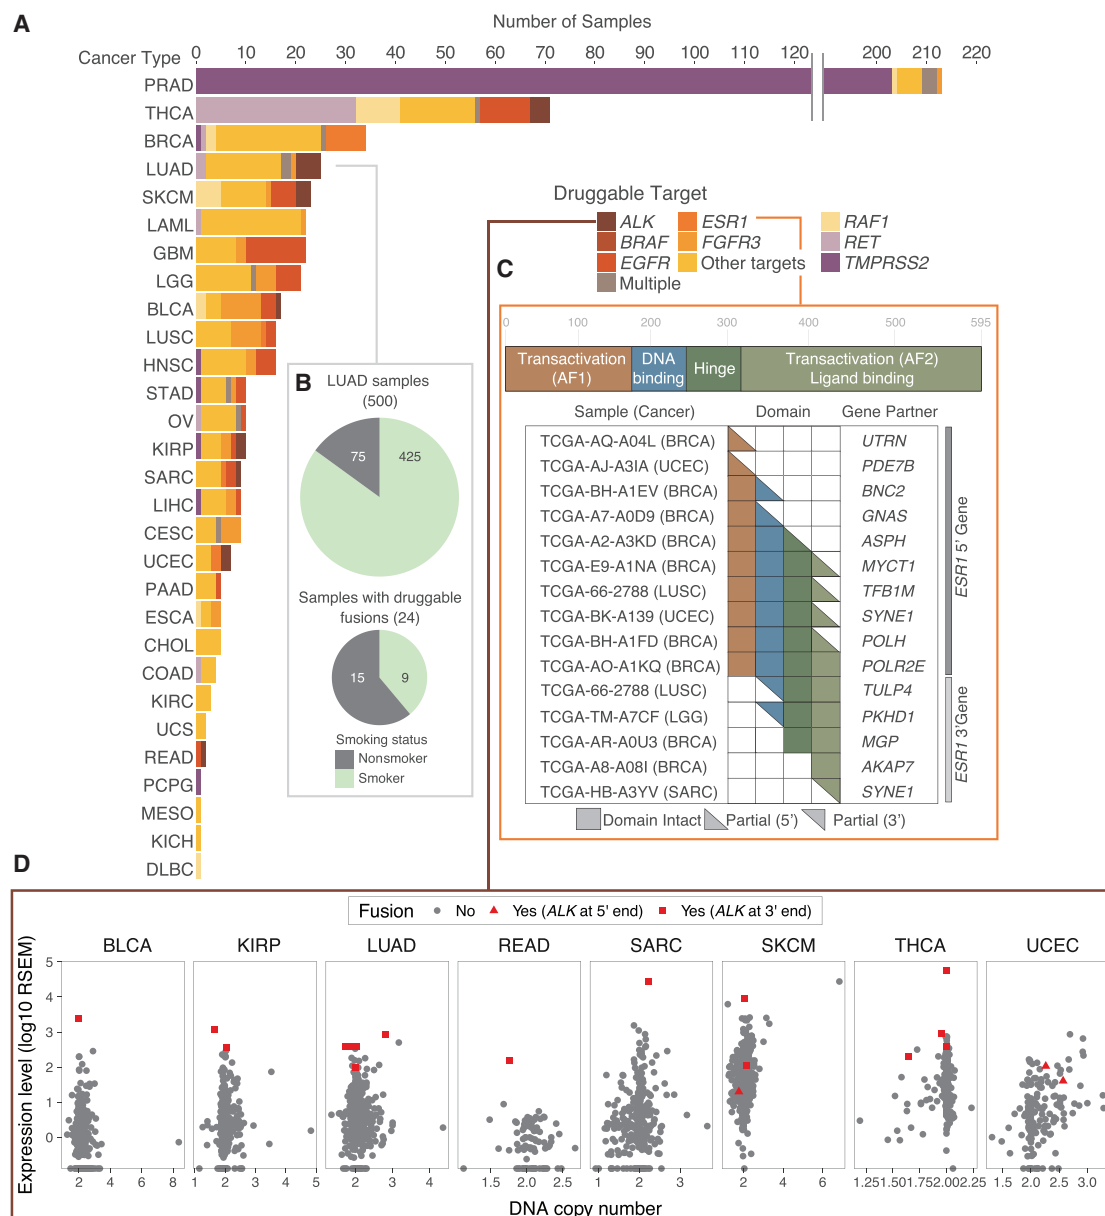 A
Number of Samples
Cancer Type
0 10 20 30 40 50 60 70 80 90 100 110 120 200 210 220
PRAD
THCA
BRCA
LUAD
SKCM
LAML
GBM
LGG
BLCA
LUSC
HNSC
STAD
OV
KIRP
SARC
LIHC
CESC
UCEC
PAAD
ESCA
CHOL
COAD
KIRC
UCS
READ
PCPG
MESO
KICH
DLBC
Druggable Target
ALK ESR1 RAF1
BRAF FGFR3 RET
EGFR Other targets TMPRSS2
Multiple
B
LUAD samples
(500)
75 425
Samples with druggable
fusions (24)
15 9
Smoking status
Nonsmoker
Smoker
C
0 100 200 300 400 500 595
Transactivation
(AF1)
DNA
binding
Hinge
Transactivation (AF2)
Ligand binding
Sample (Cancer) Domain Gene Partner
TCGA-AQ-A04L (BRCA) UTRN
TCGA-AJ-A3IA (UCEC) PDE7B
TCGA-BH-A1EV (BRCA) BNC2
TCGA-A7-A0D9 (BRCA) GNAS
TCGA-A2-A3KD (BRCA) ASPH
TCGA-E9-A1NA (BRCA) MYCT1
TCGA-66-2788 (LUSC) TFB1M
TCGA-BK-A139 (UCEC) SYNE1
TCGA-BH-A1FD (BRCA) POLH
TCGA-AO-A1KQ (BRCA) POLR2E
TCGA-66-2788 (LUSC) TULP4
TCGA-TM-A7CF (LGG) PKHD1
TCGA-AR-A0U3 (BRCA) MGP
TCGA-A8-A08I (BRCA) AKAP7
TCGA-HB-A3YV (SARC) SYNE1
ESR1 5' Gene
ESR1 3'Gene
Domain Intact Partial (5') Partial (3')
D
Fusion No Yes (ALK at 5' end) Yes (ALK at 3' end)
BLCA KIRP LUAD READ SARC SKCM THCA UCEC
Expression level (log10 RSEM)
5
4
3
2
1
0
2 4 6 8 1 2 3 4 5 2 3 4 1.5 2.0 2.5 1 2 3 2 4 6 1.25 1.50 1.75 2.00 2.25 1.5 2.0 2.5 3.0
DNA copy number